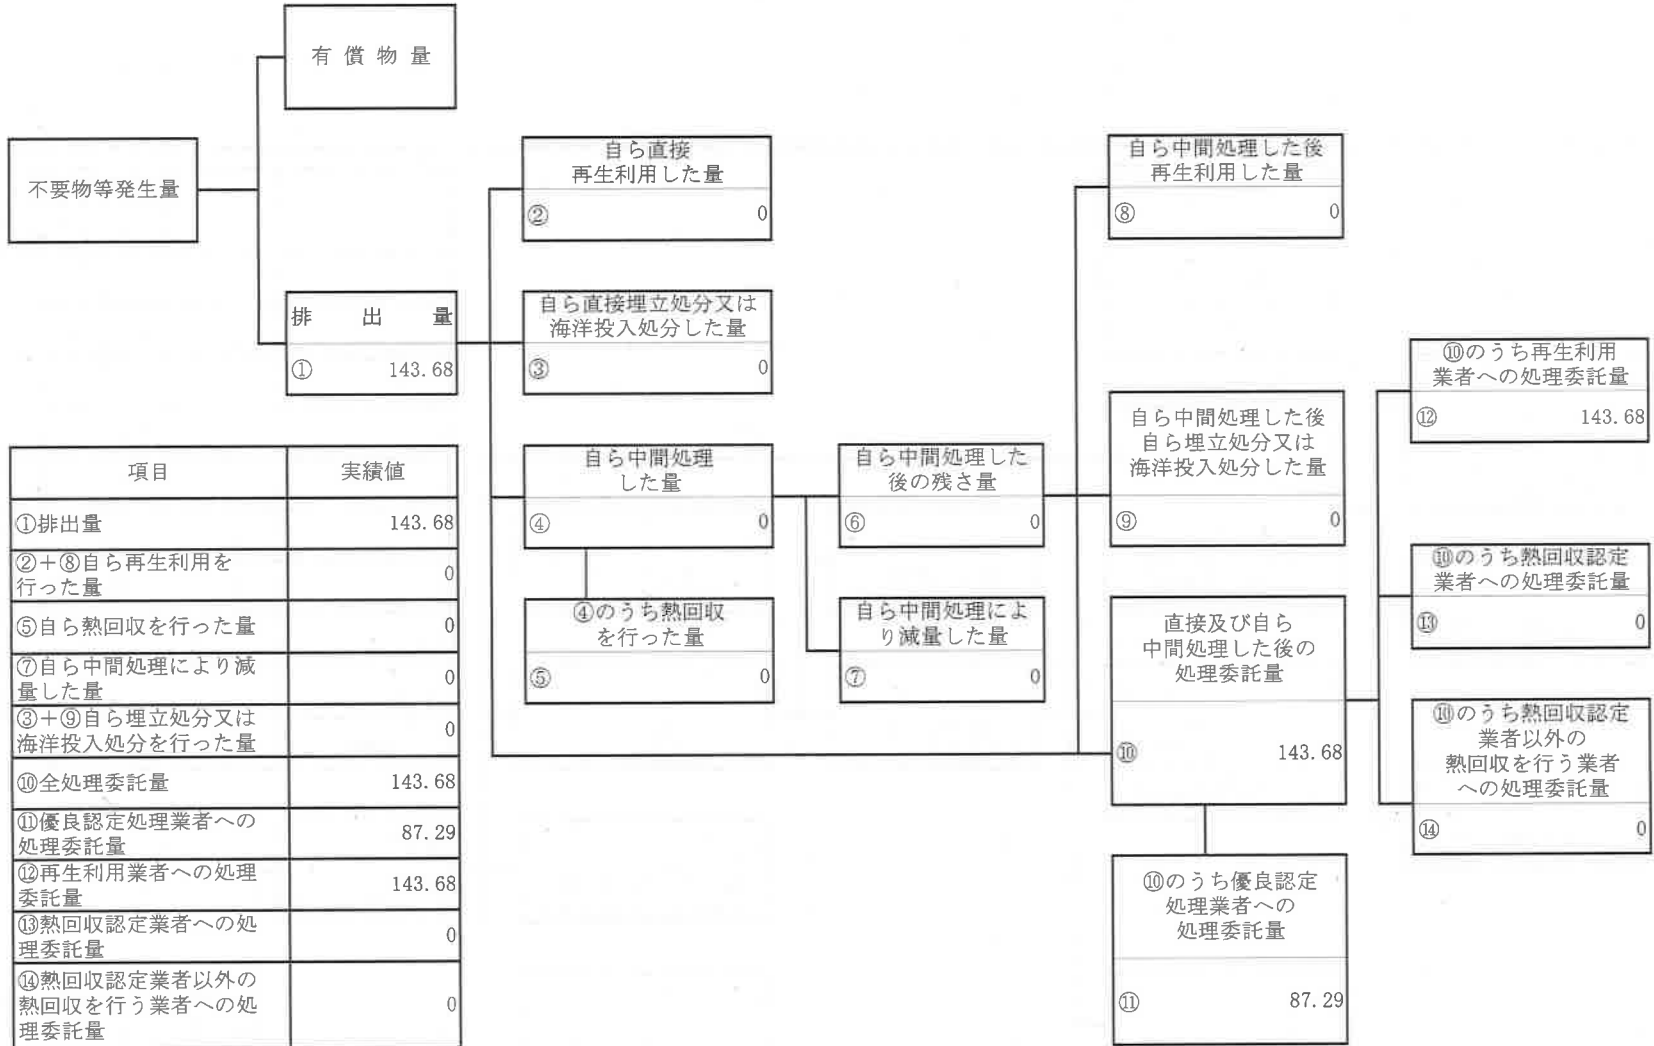 有 償 物 量
不要物等発生量
排 出 量
① 143.68
自ら直接
再生利用した量
② 0
自ら直接埋立処分又は
海洋投入処分した量
③ 0
自ら中間処理
した量
④ 0
④のうち熱回収
を行った量
⑤ 0
自ら中間処理した
後の残さ量
⑥ 0
自ら中間処理によ
り減量した量
⑦ 0
自ら中間処理した後
再生利用した量
⑧ 0
自ら中間処理した後
自ら埋立処分又は
海洋投入処分した量
⑨ 0
直接及び自ら
中間処理した後の
処理委託量
⑩ 143.68
⑩のうち優良認定
処理業者への
処理委託量
⑪ 87.29
⑩のうち再生利用
業者への処理委託量
⑫ 143.68
⑩のうち熱回収認定
業者への処理委託量
⑬ 0
⑩のうち熱回収認定
業者以外の
熱回収を行う業者
への処理委託量
⑭ 0
項目 実績値
①排出量 143.68
②+⑧自ら再生利用を
行った量 0
⑤自ら熱回収を行った量 0
⑦自ら中間処理により減
量した量 0
③+⑨自ら埋立処分又は
海洋投入処分を行った量 0
⑩全処理委託量 143.68
⑪優良認定処理業者への
処理委託量 87.29
⑫再生利用業者への処理
委託量 143.68
⑬熱回収認定業者への処
理委託量 0
⑭熱回収認定業者以外の
熱回収を行う業者への処
理委託量 0